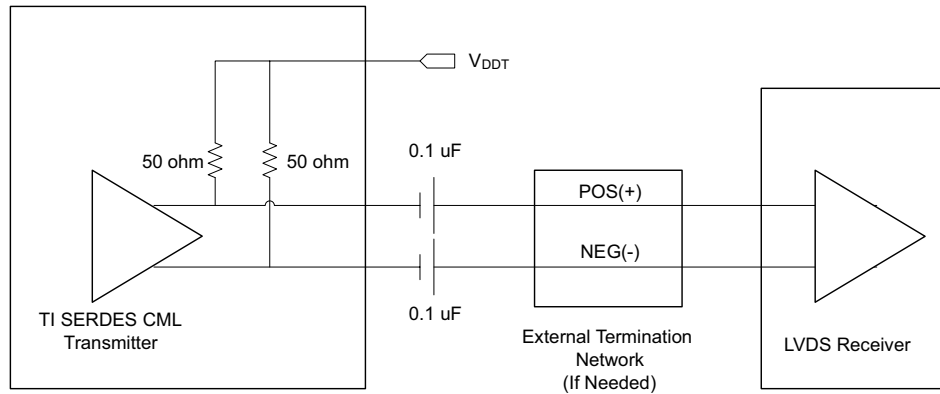 V_DDT
50 ohm
50 ohm
0.1 uF
POS(+)
NEG(-)
0.1 uF
TI SERDES CML
Transmitter
External Termination
Network
(If Needed)
LVDS Receiver